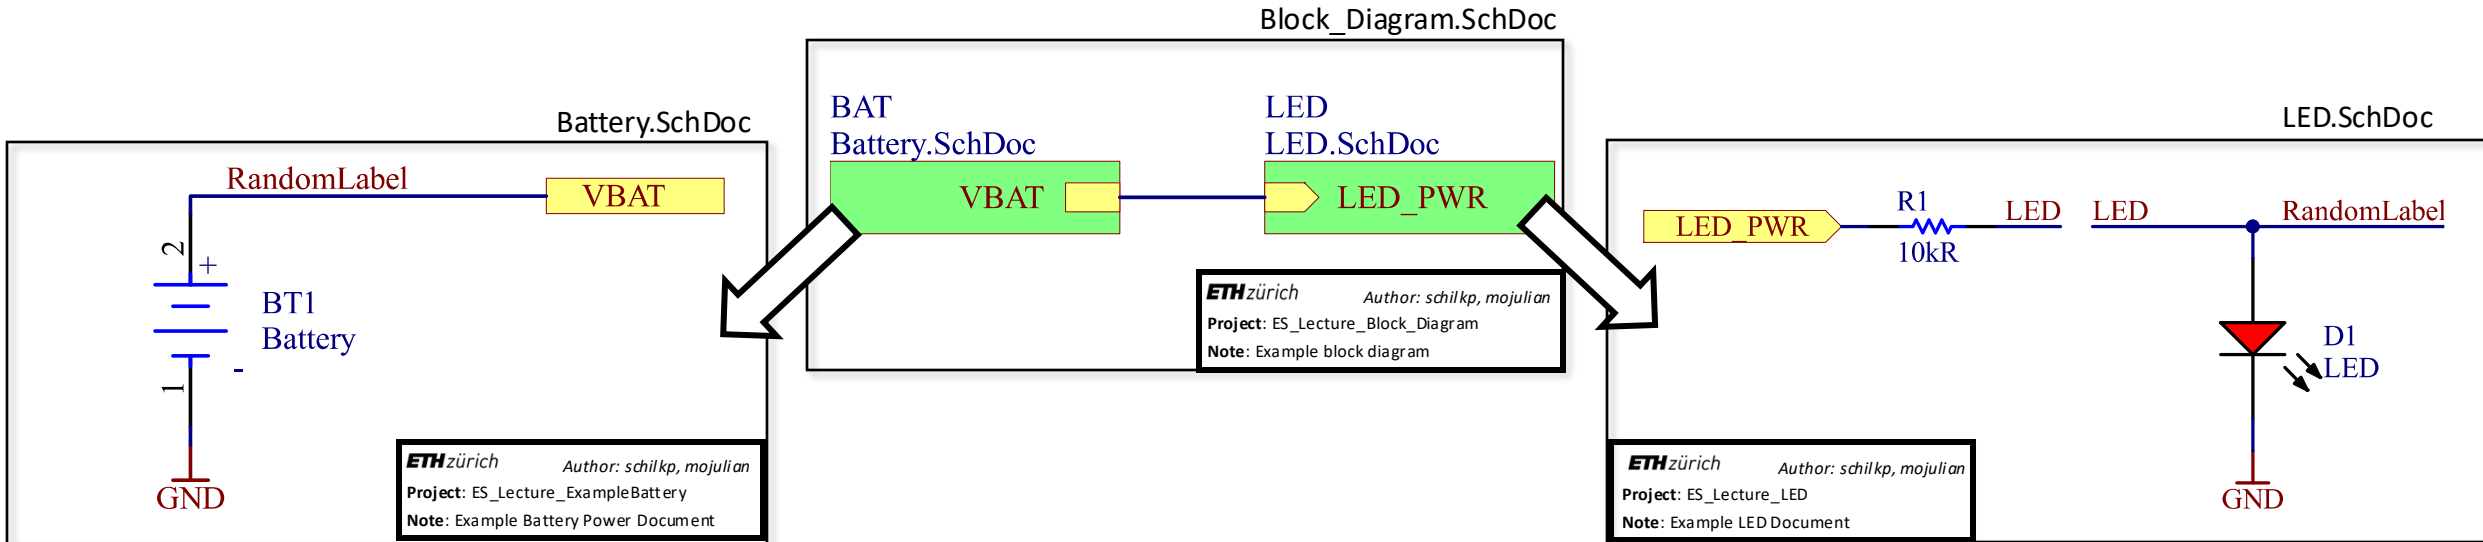 Block_Diagram.SchDoc
Battery.SchDoc
RandomLabel
VBAT
2
+
BT1
Battery
-
1
GND
ETH zürich Author: schilkp, mojulian
Project: ES_Lecture_ExampleBattery
Note: Example Battery Power Document
BAT
Battery.SchDoc
VBAT
LED
LED.SchDoc
LED_PWR
ETH zürich Author: schilkp, mojulian
Project: ES_Lecture_Block_Diagram
Note: Example block diagram
LED.SchDoc
LED_PWR
R1
10kR
LED
LED
RandomLabel
D1
LED
GND
ETH zürich Author: schilkp, mojulian
Project: ES_Lecture_LED
Note: Example LED Document